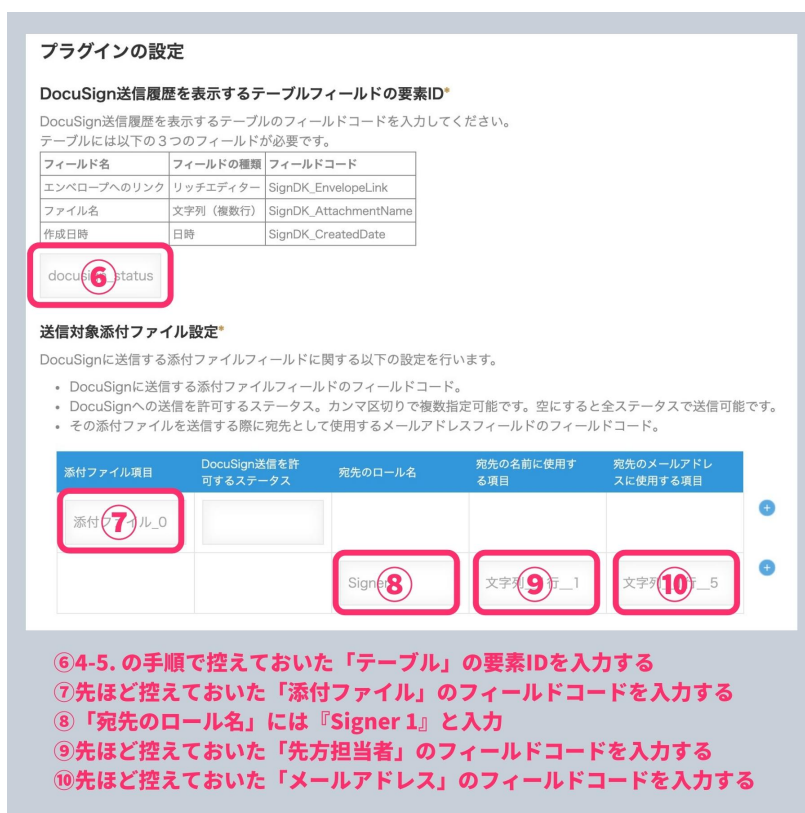 プラグインの設定
DocuSign送信履歴を表示するテーブルフィールドの要素ID*
DocuSign送信履歴を表示するテーブルのフィールドコードを入力してください。
テーブルには以下の3つのフィールドが必要です。
フィールド名 フィールドの種類 フィールドコード
エンベロープへのリンク リッチエディター SignDK_EnvelopeLink
ファイル名 文字列（複数行） SignDK_AttachmentName
作成日時 日時 SignDK_CreatedDate
⑥
送信対象添付ファイル設定*
DocuSignに送信する添付ファイルフィールドに関する以下の設定を行います。
• DocuSignに送信する添付ファイルフィールドのフィールドコード。
• DocuSignへの送信を許可するステータス。カンマ区切りで複数指定可能です。空にすると全ステータスで送信可能です。
• その添付ファイルを送信する際に宛先として使用するメールアドレスフィールドのフィールドコード。
添付ファイル項目 DocuSign送信を許可するステータス 宛先のロール名 宛先の名前に使用する項目 宛先のメールアドレスに使用する項目
⑦ +
⑧ ⑨ ⑩ +
⑥4-5. の手順で控えておいた「テーブル」の要素IDを入力する
⑦先ほど控えておいた「添付ファイル」のフィールドコードを入力する
⑧「宛先のロール名」には『Signer 1』と入力
⑨先ほど控えておいた「先方担当者」のフィールドコードを入力する
⑩先ほど控えておいた「メールアドレス」のフィールドコードを入力する